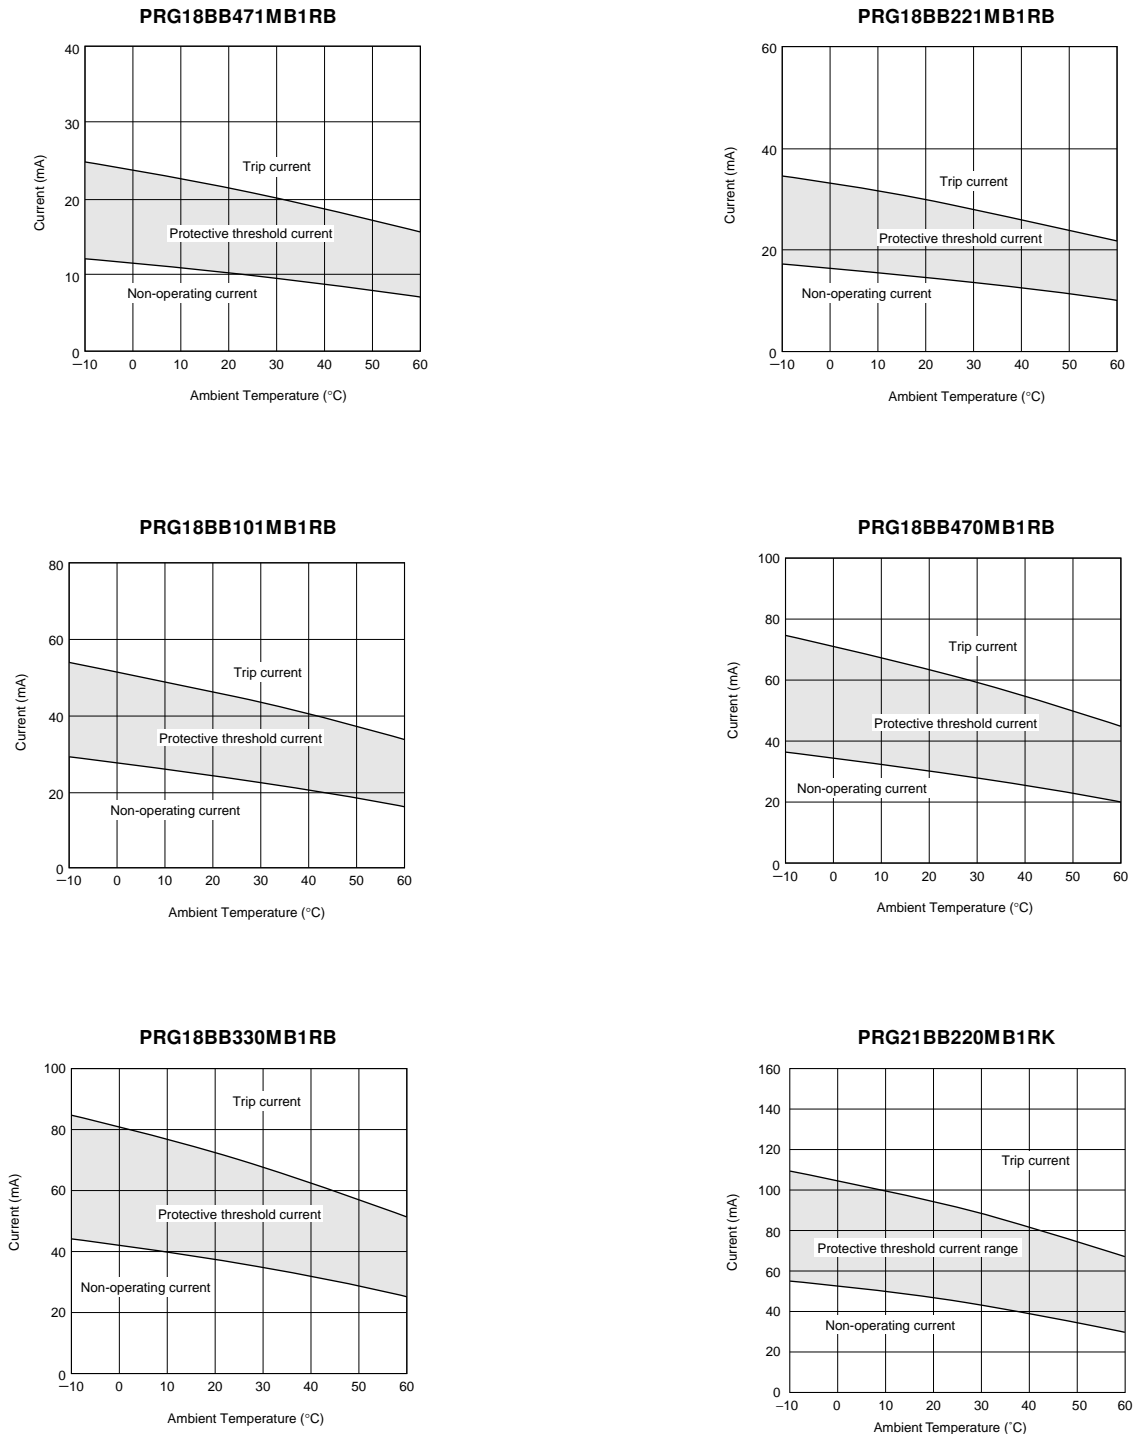 PRG18BB471MB1RB
40
30
20
10
0
Current (mA)
Trip current
Protective threshold current
Non-operating current
−10 0 10 20 30 40 50 60
Ambient Temperature (°C)
PRG18BB221MB1RB
60
40
20
0
Current (mA)
Trip current
Protective threshold current
Non-operating current
−10 0 10 20 30 40 50 60
Ambient Temperature (°C)
PRG18BB101MB1RB
80
60
40
20
0
Current (mA)
Trip current
Protective threshold current
Non-operating current
−10 0 10 20 30 40 50 60
Ambient Temperature (°C)
PRG18BB470MB1RB
100
80
60
40
20
0
Current (mA)
Trip current
Protective threshold current
Non-operating current
−10 0 10 20 30 40 50 60
Ambient Temperature (°C)
PRG18BB330MB1RB
100
80
60
40
20
0
Current (mA)
Trip current
Protective threshold current
Non-operating current
−10 0 10 20 30 40 50 60
Ambient Temperature (°C)
PRG21BB220MB1RK
160
140
120
100
80
60
40
20
0
Current (mA)
Trip current
Protective threshold current range
Non-operating current
−10 0 10 20 30 40 50 60
Ambient Temperature (°C)